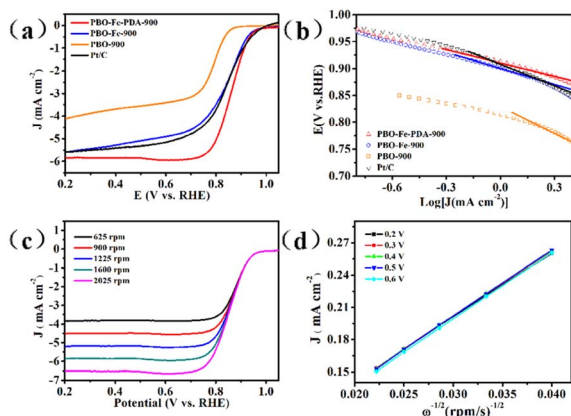 (a)
PBO-Fe-PDA-900
PBO-Fe-900
PBO-900
Pt/C
J (mA cm⁻²)
0
-1
-2
-3
-4
-5
-6
0.2 0.4 0.6 0.8 1.0
E (V vs. RHE)
(b)
E(V vs.RHE)
1.00
0.95
0.90
0.85
0.80
0.75
0.70
PBO-Fe-PDA-900
PBO-Fe-900
PBO-900
Pt/C
-0.6 -0.3 0.0 0.3
Log[J(mA cm⁻²)]
(c)
625 rpm
900 rpm
1225 rpm
1600 rpm
2025 rpm
J ( mA cm⁻²)
0
-1
-2
-3
-4
-5
-6
-7
0.2 0.4 0.6 0.8 1.0
Potential (V vs. RHE)
(d)
0.2 V
0.3 V
0.4 V
0.5 V
0.6 V
J⁻( mA cm⁻²)
0.27
0.24
0.21
0.18
0.15
0.020 0.025 0.030 0.035 0.040
φ⁻¹/²(rpm/s)⁻¹/²